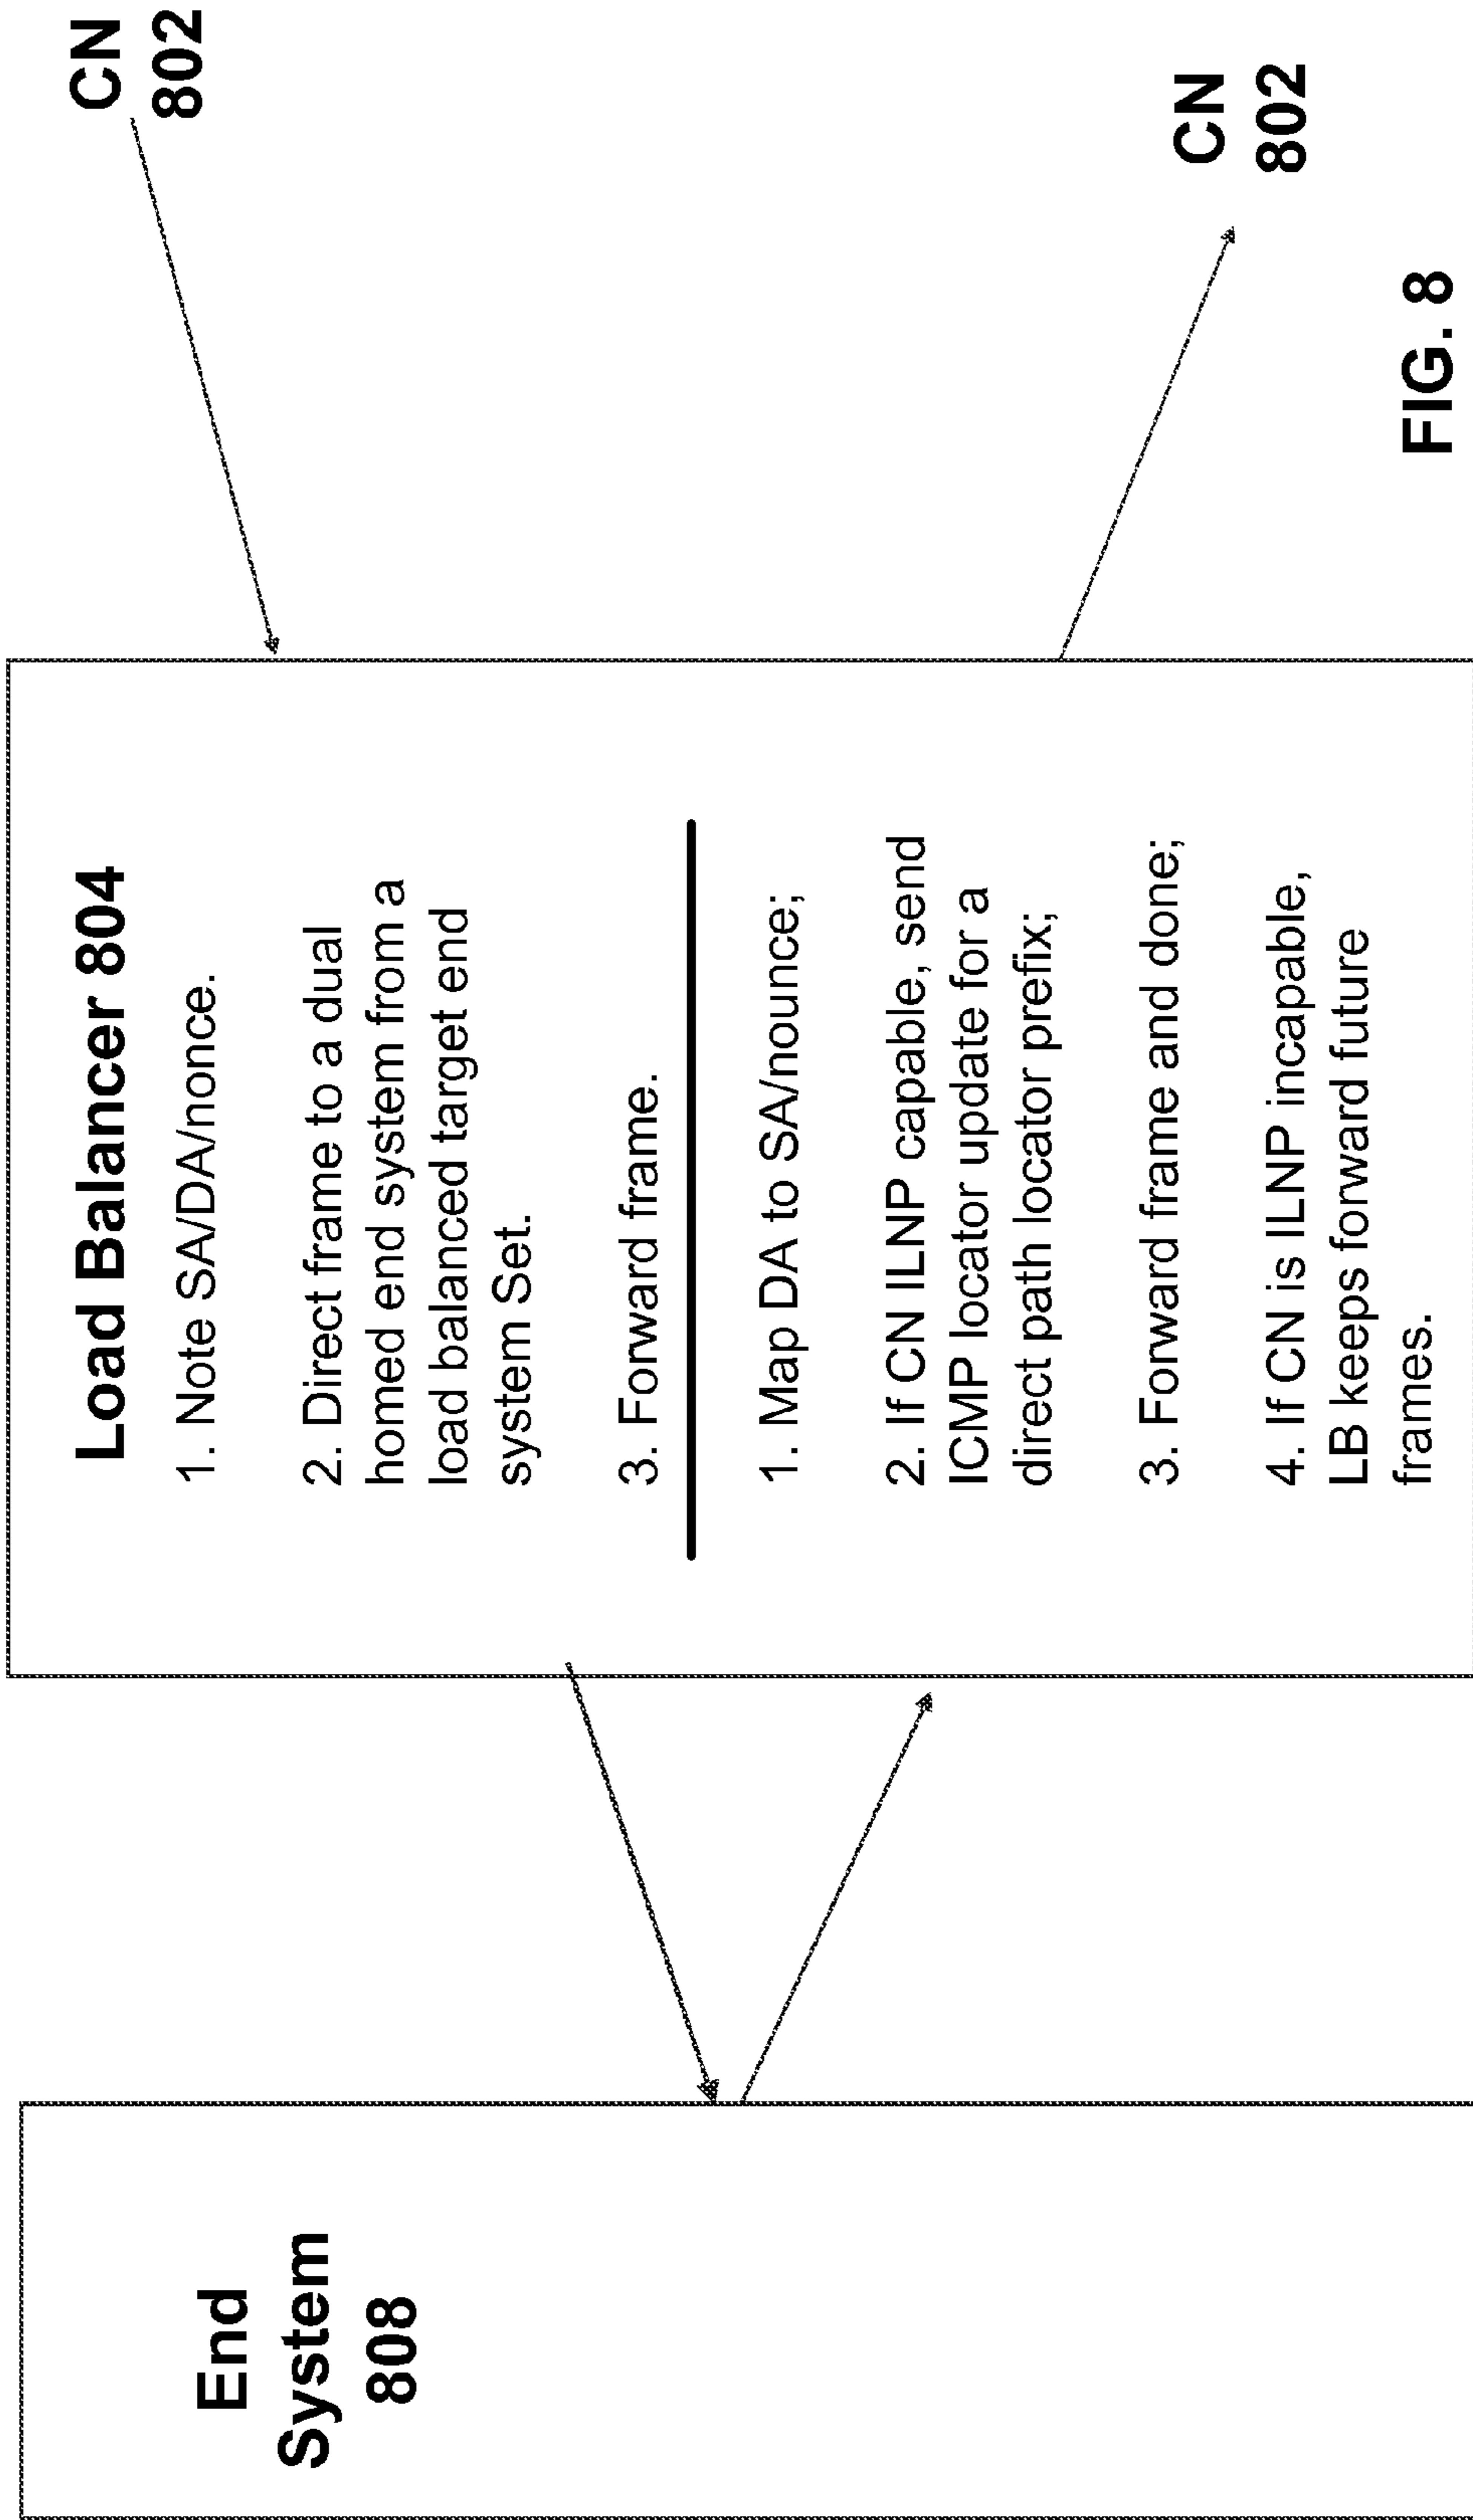 End
System
808
Load Balancer 804
1. Note SA/DA/nonce.
2. Direct frame to a dual
homed end system from a
load balanced target end
system Set.
3. Forward frame.
1. Map DA to SA/nounce;
2. If CN ILNP capable, send
ICMP locator update for a
direct path locator prefix;
3. Forward frame and done;
4. If CN is ILNP incapable,
LB keeps forward future
frames.
CN
802
CN
802
FIG. 8